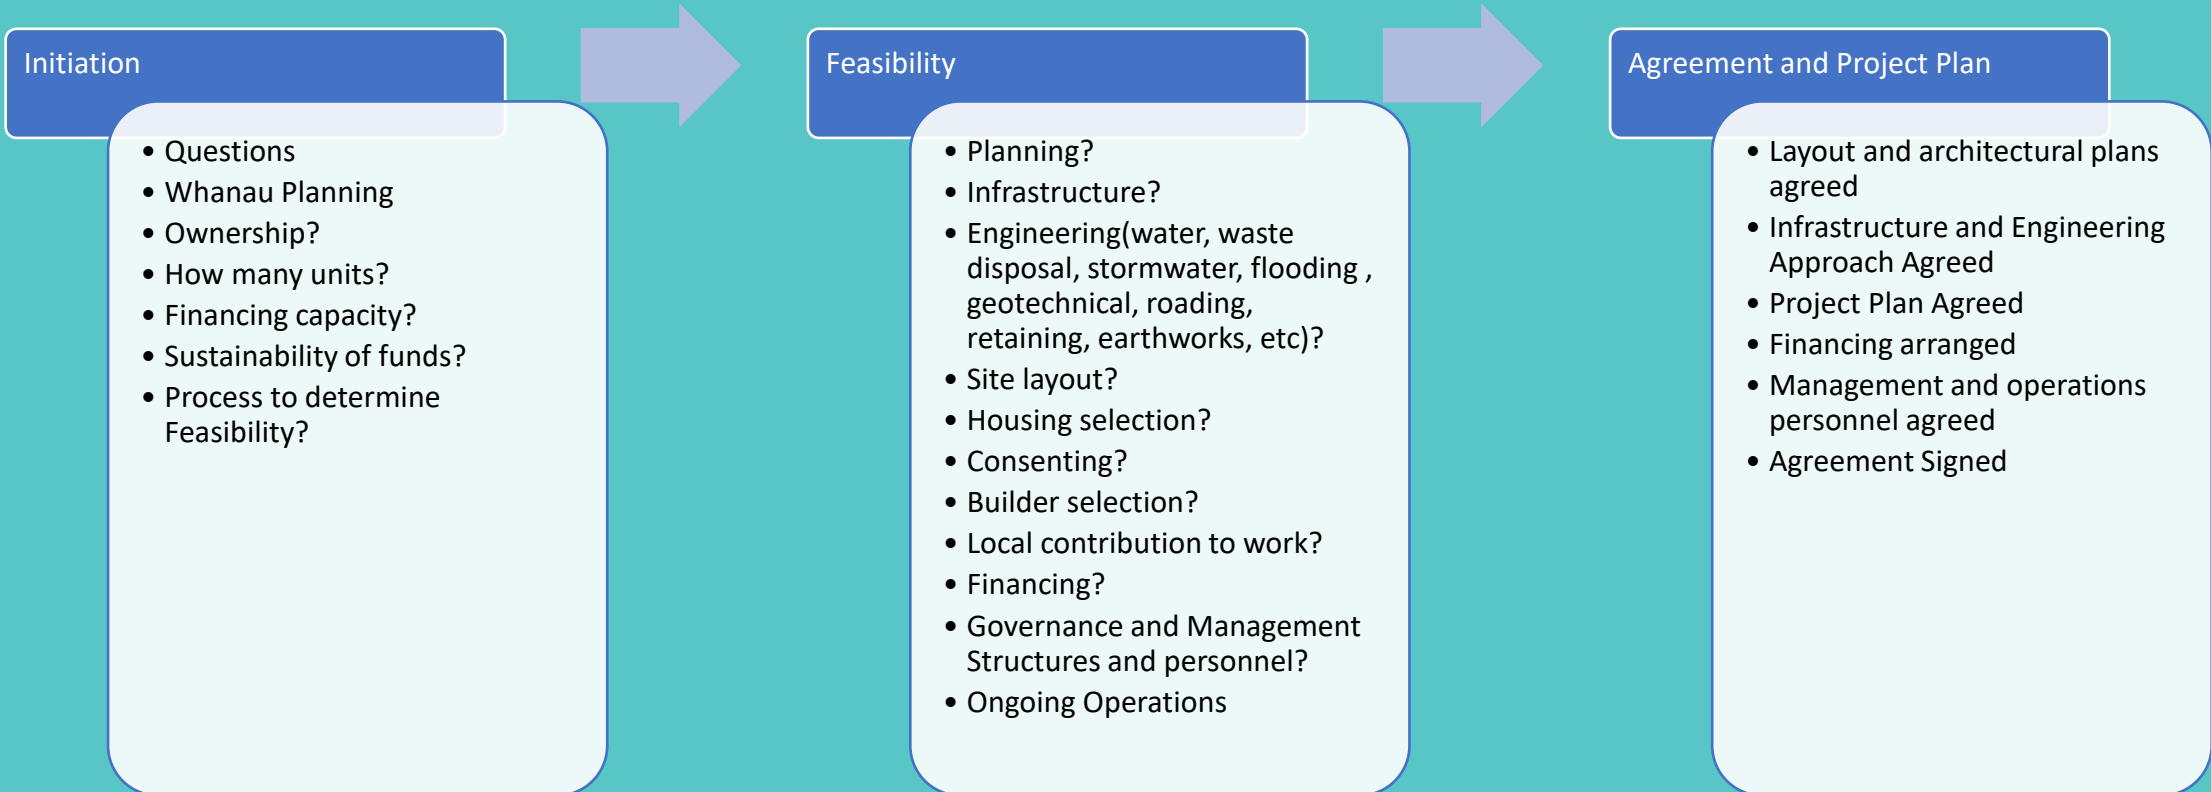 Initiation
• Questions
• Whanau Planning
• Ownership?
• How many units?
• Financing capacity?
• Sustainability of funds?
• Process to determine
Feasibility?
Feasibility
• Planning?
• Infrastructure?
• Engineering(water, waste
disposal, stormwater, flooding ,
geotechnical, roading,
retaining, earthworks, etc)?
• Site layout?
• Housing selection?
• Consenting?
• Builder selection?
• Local contribution to work?
• Financing?
• Governance and Management
Structures and personnel?
• Ongoing Operations
Agreement and Project Plan
• Layout and architectural plans
agreed
• Infrastructure and Engineering
Approach Agreed
• Project Plan Agreed
• Financing arranged
• Management and operations
personnel agreed
• Agreement Signed